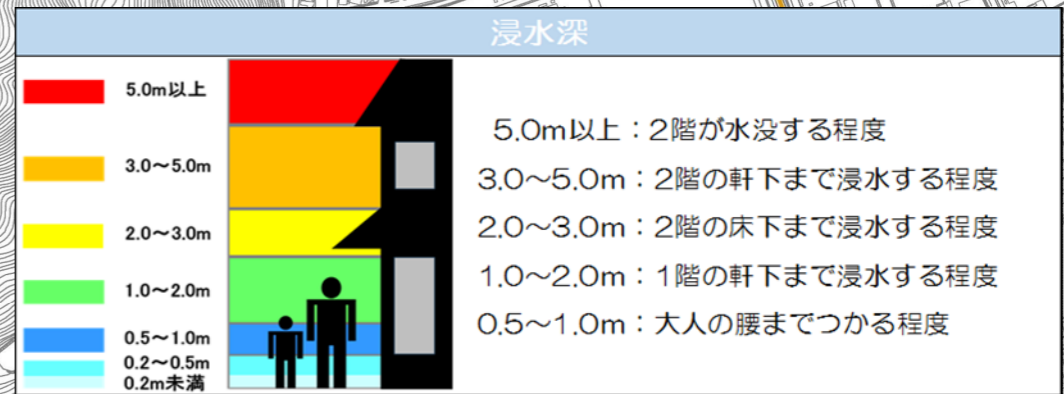 浸水深
5.0m以上
3.0～5.0m
2.0～3.0m
1.0～2.0m
0.5～1.0m
0.2～0.5m
0.2m未満
5.0m以上：2階が水没する程度
3.0～5.0m：2階の軒下まで浸水する程度
2.0～3.0m：2階の床下まで浸水する程度
1.0～2.0m：1階の軒下まで浸水する程度
0.5～1.0m：大人の腰までつかる程度